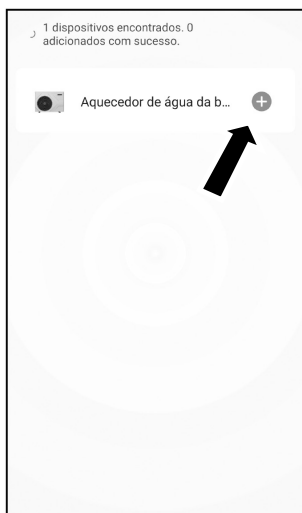 1 dispositivos encontrados. 0
adicionados com sucesso.
Aquecedor de água da b...